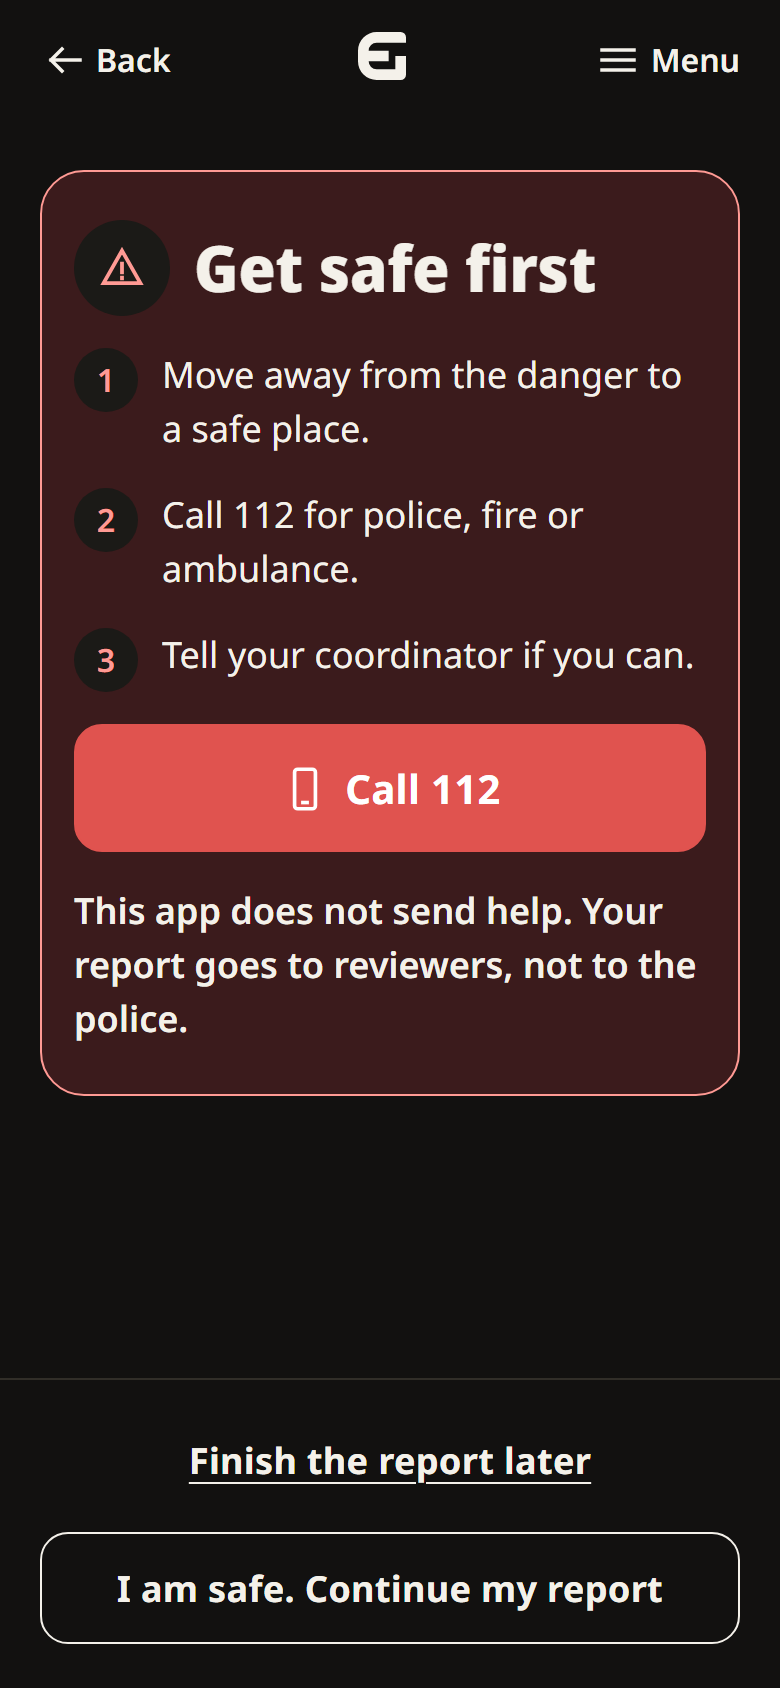 Back
Menu
Get safe first
1
Move away from the danger to
a safe place.
2
Call 112 for police, fire or
ambulance.
3
Tell your coordinator if you can.
Call 112
This app does not send help. Your
report goes to reviewers, not to the
police.
Finish the report later
I am safe. Continue my report